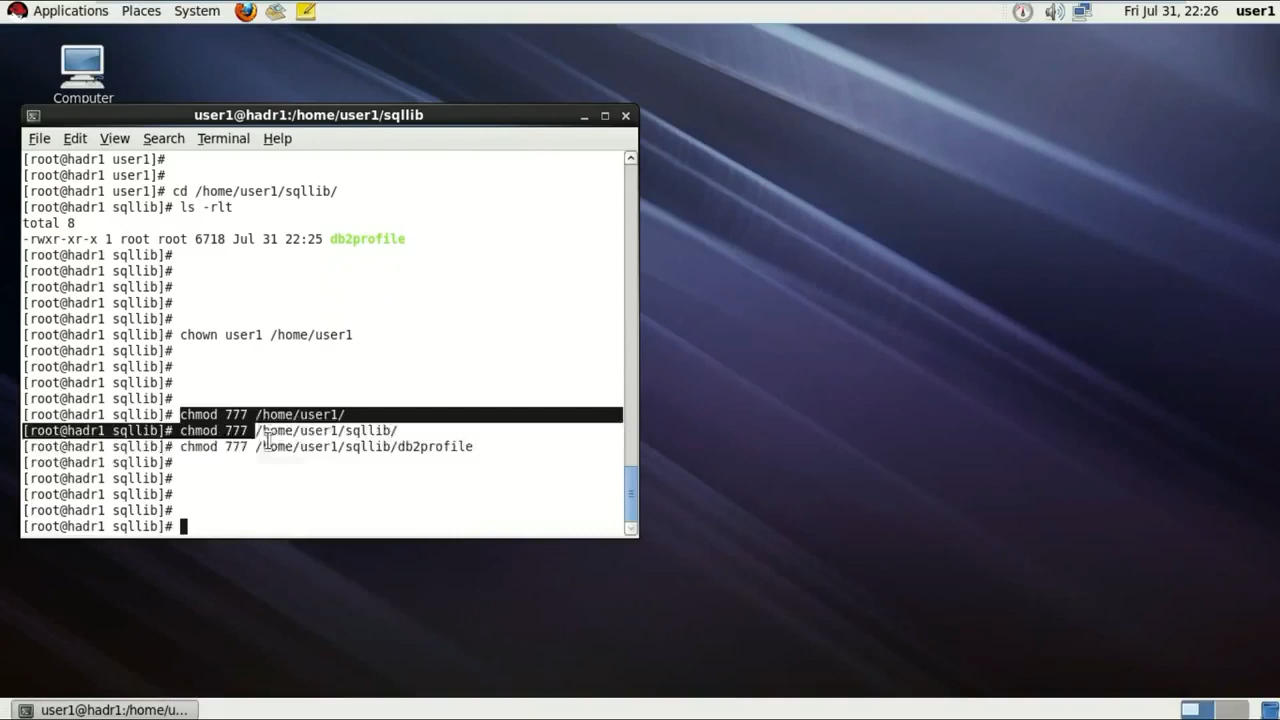 Applications Places System Fri Jul 31, 22:26 user1
Computer
user1@hadr1:/home/user1/sqllib
File Edit View Search Terminal Help
[root@hadr1 user1]#
[root@hadr1 user1]#
[root@hadr1 user1]# cd /home/user1/sqllib/
[root@hadr1 sqllib]# ls -rlt
total 8
-rwxr-xr-x 1 root root 6718 Jul 31 22:25 db2profile
[root@hadr1 sqllib]#
[root@hadr1 sqllib]#
[root@hadr1 sqllib]#
[root@hadr1 sqllib]#
[root@hadr1 sqllib]#
[root@hadr1 sqllib]# chown user1 /home/user1
[root@hadr1 sqllib]#
[root@hadr1 sqllib]#
[root@hadr1 sqllib]#
[root@hadr1 sqllib]#
[root@hadr1 sqllib]# chmod 777 /home/user1/
[root@hadr1 sqllib]# chmod 777 /home/user1/sqllib/
[root@hadr1 sqllib]# chmod 777 /home/user1/sqllib/db2profile
[root@hadr1 sqllib]#
[root@hadr1 sqllib]#
[root@hadr1 sqllib]#
[root@hadr1 sqllib]#
[root@hadr1 sqllib]#
user1@hadr1:/home/u...